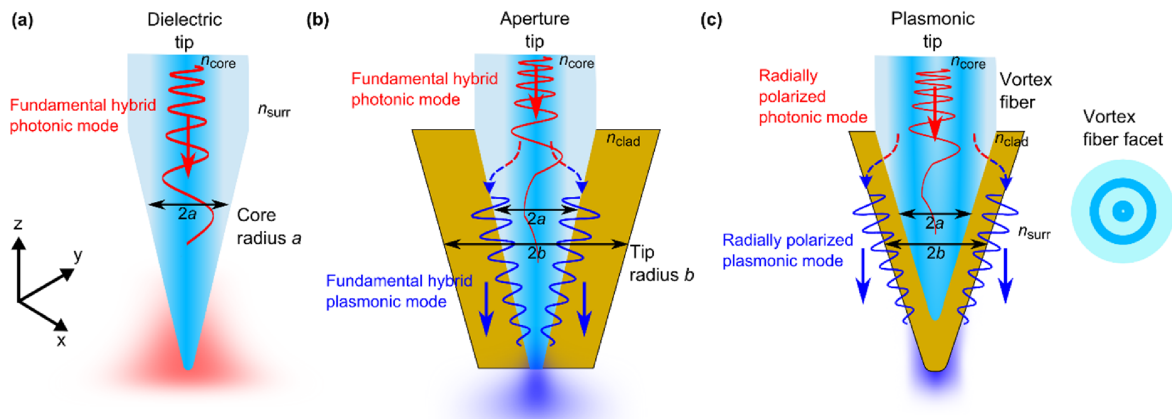 (a)
Dielectric
tip
n_core
Fundamental hybrid
photonic mode
n_surr
2a
Core
radius a
z
y
x
(b)
Aperture
tip
n_core
Fundamental hybrid
photonic mode
n_clad
2a
2b
Tip
radius b
Fundamental hybrid
plasmonic mode
(c)
Plasmonic
tip
n_core
Radially
polarized
photonic mode
Vortex
fiber
n_clad
2a
2b
n_surr
Radially polarized
plasmonic mode
Vortex
fiber facet